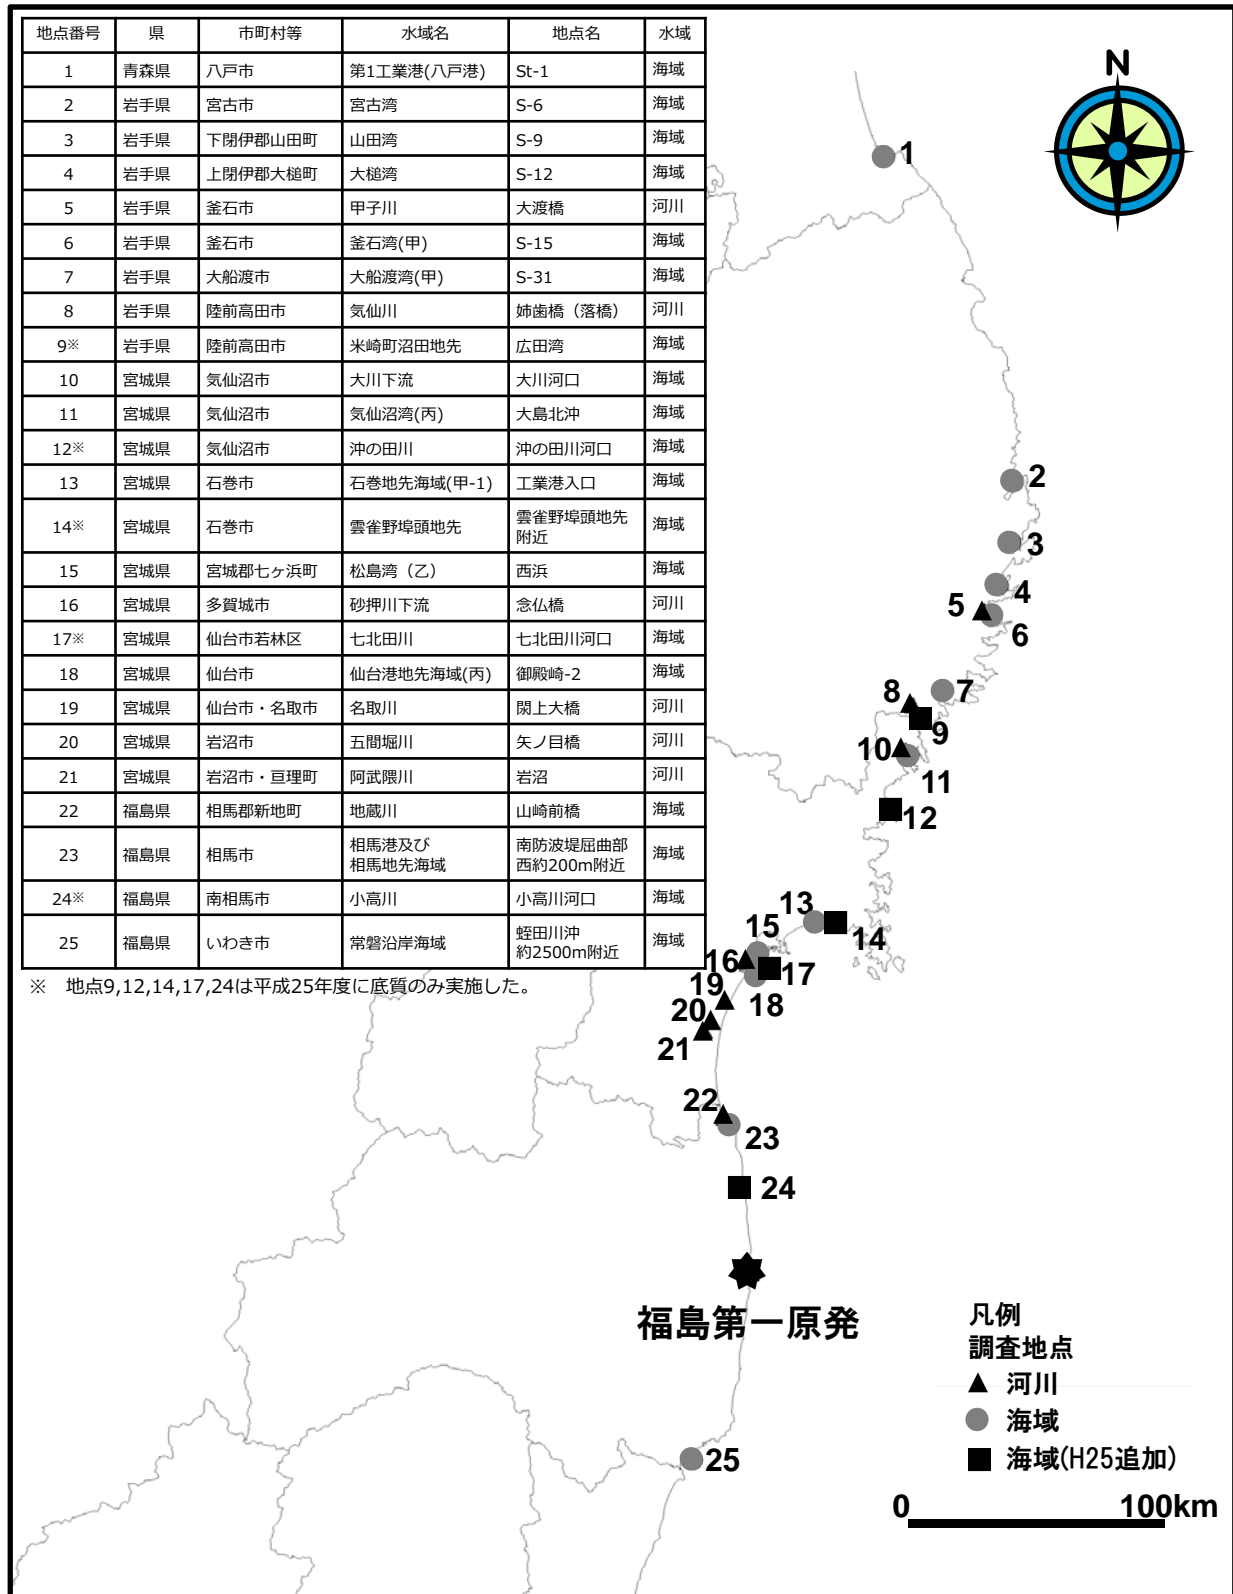 地点番号 県 市町村等 水域名 地点名 水域
1 青森県 八戸市 第1工業港(八戸港) St-1 海域
2 岩手県 宮古市 宮古湾 S-6 海域
3 岩手県 下閉伊郡山田町 山田湾 S-9 海域
4 岩手県 上閉伊郡大槌町 大槌湾 S-12 海域
5 岩手県 釜石市 甲子川 大渡橋 河川
6 岩手県 釜石市 釜石湾(甲) S-15 海域
7 岩手県 大船渡市 大船渡湾(甲) S-31 海域
8 岩手県 陸前高田市 気仙川 姉歯橋（落橋） 河川
9※ 岩手県 陸前高田市 米崎町沼田地先 広田湾 海域
10 宮城県 気仙沼市 大川下流 大川河口 海域
11 宮城県 気仙沼市 気仙沼湾(丙) 大島北沖 海域
12※ 宮城県 気仙沼市 沖の田川 沖の田川河口 海域
13 宮城県 石巻市 石巻地先海域(甲-1) 工業港入口 海域
14※ 宮城県 石巻市 雲雀野埠頭地先 雲雀野埠頭地先
附近 海域
15 宮城県 宮城郡七ヶ浜町 松島湾（乙） 西浜 海域
16 宮城県 多賀城市 砂押川下流 念仏橋 河川
17※ 宮城県 仙台市若林区 七北田川 七北田川河口 海域
18 宮城県 仙台市 仙台港地先海域(丙) 御殿崎-2 海域
19 宮城県 仙台市・名取市 名取川 閖上大橋 河川
20 宮城県 岩沼市 五間堀川 矢ノ目橋 河川
21 宮城県 岩沼市・亘理町 阿武隈川 岩沼 河川
22 福島県 相馬郡新地町 地蔵川 山崎前橋 海域
23 福島県 相馬市 相馬港及び
相馬地先海域 南防波堤屈曲部
西約200m附近 海域
24※ 福島県 南相馬市 小高川 小高川河口 海域
25 福島県 いわき市 常磐沿岸海域 蛭田川沖
約2500m附近 海域
※ 地点9,12,14,17,24は平成25年度に底質のみ実施した。
N
1
2
3
4
5
6
7
8
9
10
11
12
13
14
15
16
17
18
19
20
21
22
23
24
福島第一原発
25
凡例
調査地点
河川
海域
海域(H25追加)
0 100km